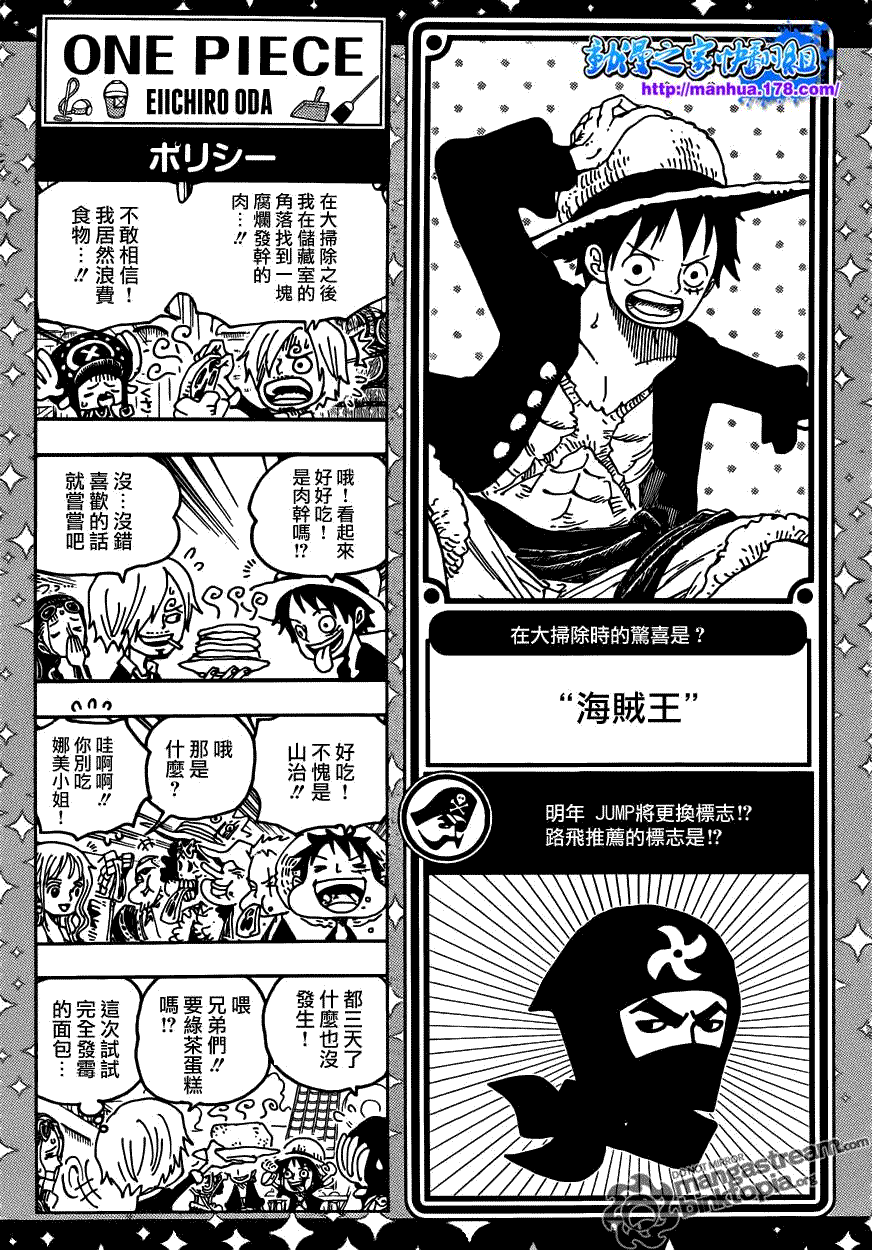 ONE PIECE
EIICHIRO ODA
ポリシー
在大掃除之後
我在儲藏室的
角落找到一塊
腐爛發幹的
肉…!!
不敢相信！
我居然浪費
食物…!!
哦！看起來
好好吃！
是肉幹嗎!?
沒…沒錯
喜歡的話
就嘗嘗吧
好吃！
不愧是
山治!!
哦
那是
什麼？
哇啊啊!!
你別吃
娜美小姐！
都三天了
什麼也沒
發生！
喂
兄弟們!!
要綠茶蛋糕
嗎!?
這次試試
完全發霉
的面包…
動漫之家汁翻組
http://manhua.178.com/
在大掃除時的驚喜是？
“海賊王”
明年 JUMP將更換標志!?
路飛推薦的標志是!?
DO NOT MIRROR
mangastream.com
binktopia.org